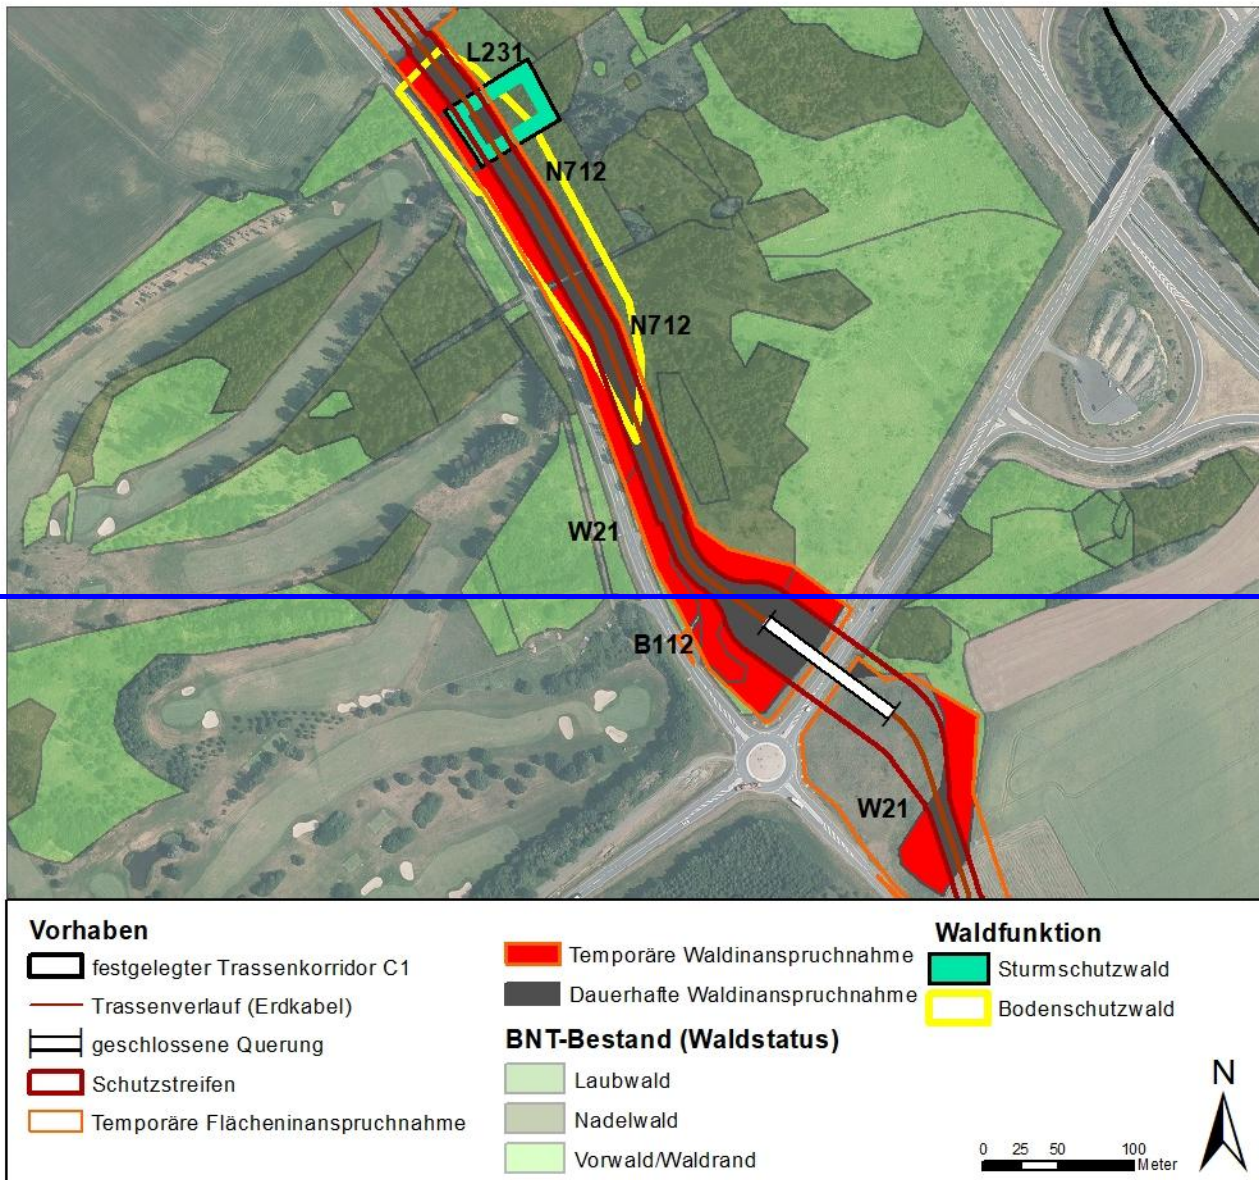 L231
N712
N712
W21
B112
W21
Vorhaben
festgelegter Trassenkorridor C1
Trassenverlauf (Erdkabel)
geschlossene Querung
Schutzstreifen
Temporäre Flächeninanspruchnahme
Temporäre Waldinanspruchnahme
Dauerhafte Waldinanspruchnahme
BNT-Bestand (Waldstatus)
Laubwald
Nadelwald
Vorwald/Waldrand
Waldfunktion
Sturmschutzwald
Bodenschutzwald
N
0 25 50 100
Meter